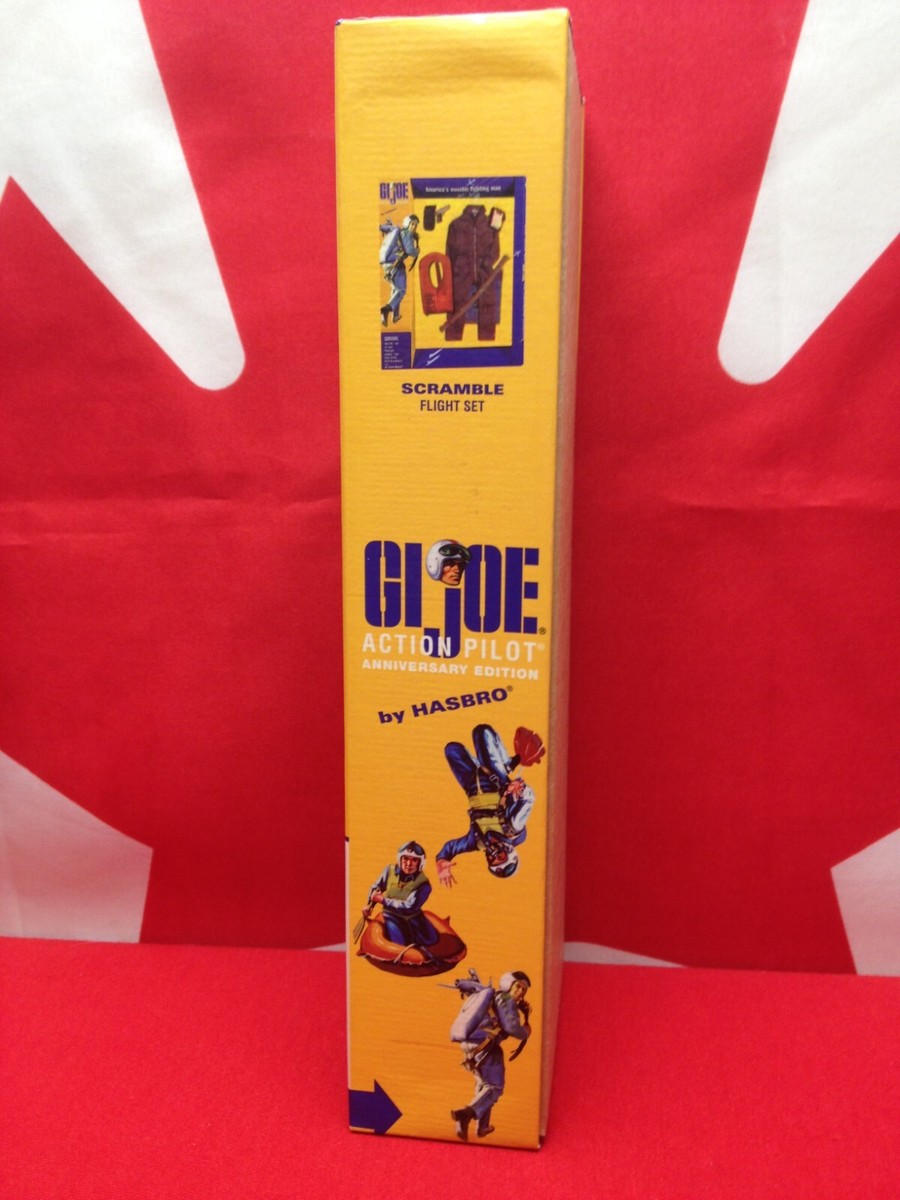 GI JOE
America's movable fighting man
SCRAMBLE
FLIGHT SET
GI JOE®
ACTION PILOT®
ANNIVERSARY EDITION
by HASBRO®